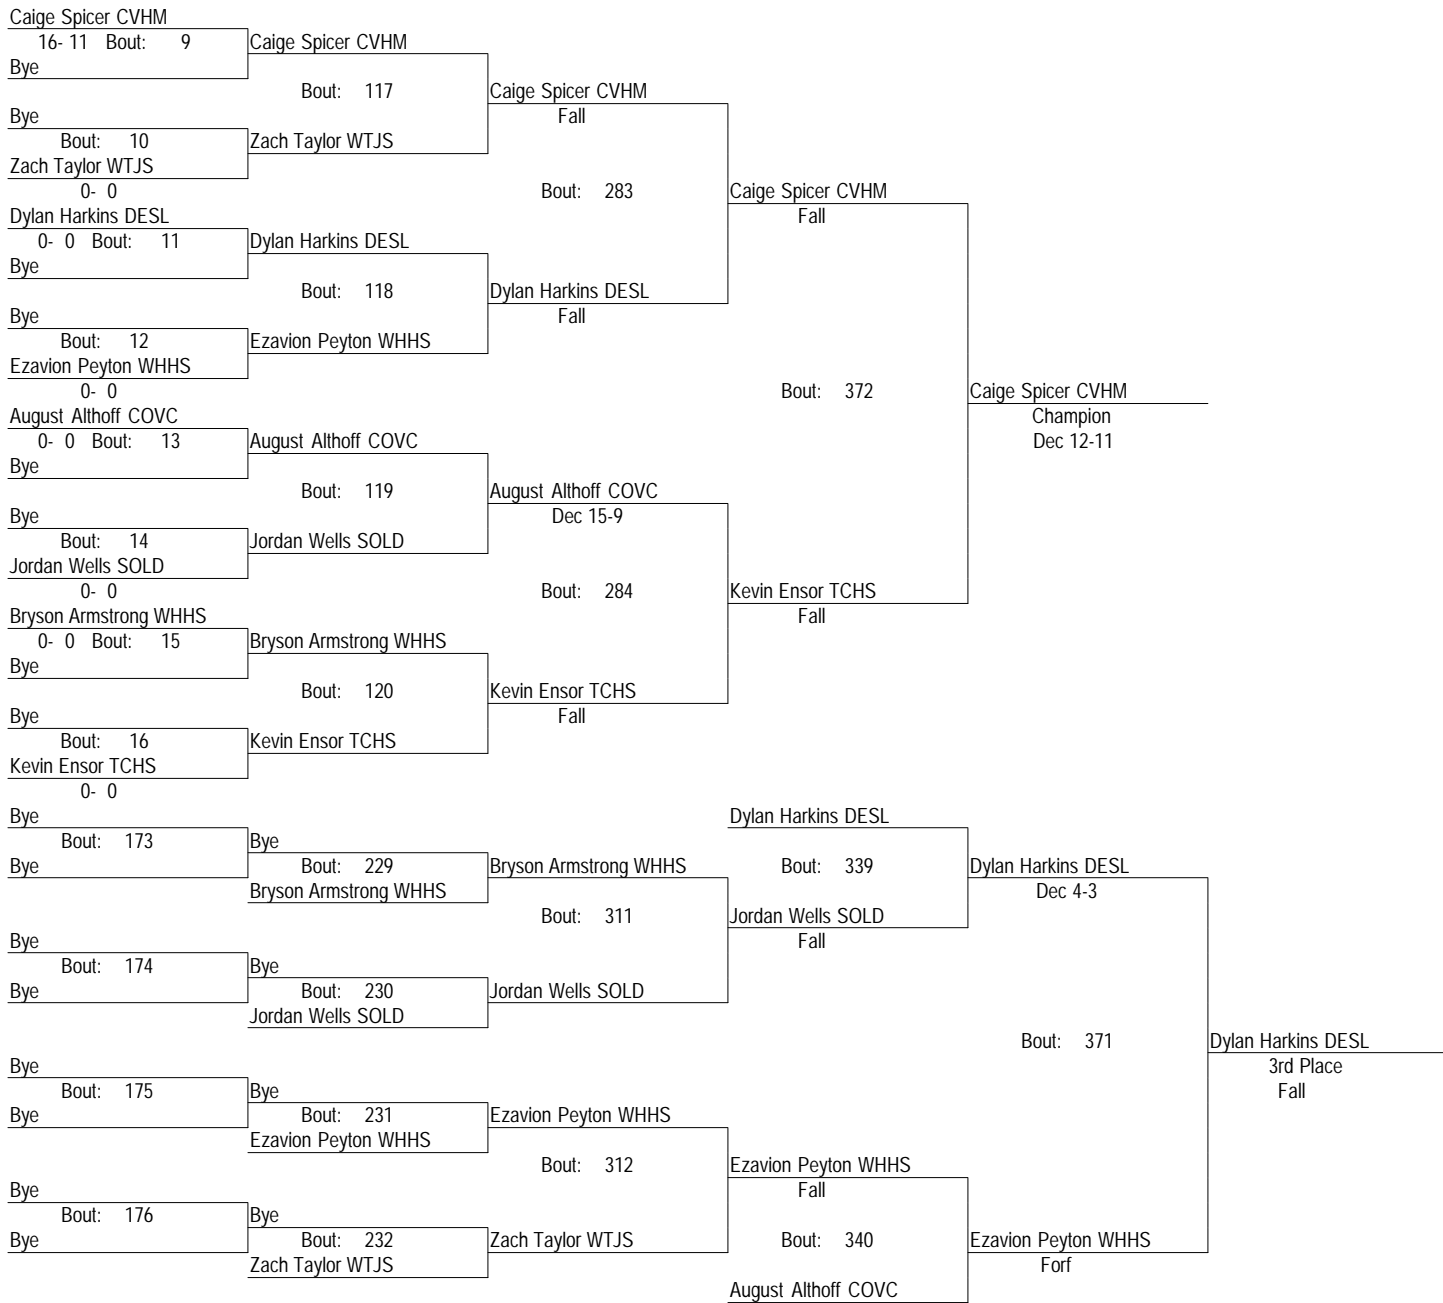 Caige Spicer CVHM
16- 11 Bout: 9 Caige Spicer CVHM
Bye
Bout: 117 Caige Spicer CVHM
Bye Fall
Bout: 10 Zach Taylor WTJS
Zach Taylor WTJS
0- 0 Bout: 283 Caige Spicer CVHM
Dylan Harkins DESL Fall
0- 0 Bout: 11 Dylan Harkins DESL
Bye
Bout: 118 Dylan Harkins DESL
Bye Fall
Bout: 12 Ezavion Peyton WHHS
Ezavion Peyton WHHS
0- 0 Bout: 372 Caige Spicer CVHM
August Althoff COVC Champion
0- 0 Bout: 13 August Althoff COVC Dec 12-11
Bye
Bout: 119 August Althoff COVC
Bye Dec 15-9
Bout: 14 Jordan Wells SOLD
Jordan Wells SOLD
0- 0 Bout: 284 Kevin Ensor TCHS
Bryson Armstrong WHHS Fall
0- 0 Bout: 15 Bryson Armstrong WHHS
Bye
Bout: 120 Kevin Ensor TCHS
Bye Fall
Bout: 16 Kevin Ensor TCHS
Kevin Ensor TCHS
0- 0
Bye Dylan Harkins DESL
Bout: 173 Bye
Bye Bout: 229 Bryson Armstrong WHHS Bout: 339 Dylan Harkins DESL
Bryson Armstrong WHHS Dec 4-3
Bout: 311 Jordan Wells SOLD
Bye Fall
Bout: 174 Bye
Bye Bout: 230 Jordan Wells SOLD
Jordan Wells SOLD
Bout: 371 Dylan Harkins DESL
Bye 3rd Place
Bout: 175 Bye Fall
Bye Bout: 231 Ezavion Peyton WHHS
Ezavion Peyton WHHS
Bout: 312 Ezavion Peyton WHHS
Bye Fall
Bout: 176 Bye
Bye Bout: 232 Zach Taylor WTJS Bout: 340 Ezavion Peyton WHHS
Zach Taylor WTJS Forf
August Althoff COVC